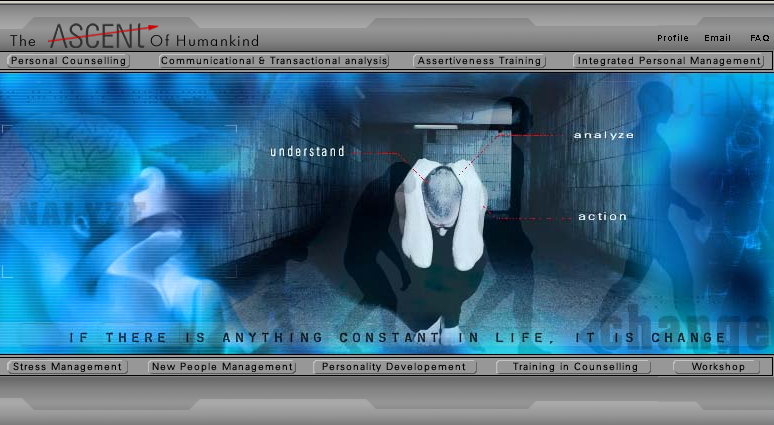 The ASCENt Of Humankind
Profile Email FAQ
Personal Counselling Communicational & Transactional analysis Assertiveness Training Integrated Personal Management
ASCENt
understand
analyze
ANALYZE
action
change
IF THERE IS ANYTHING CONSTANT IN LIFE, IT IS CHANGE
Stress Management New People Management Personality Developement Training in Counselling Workshop